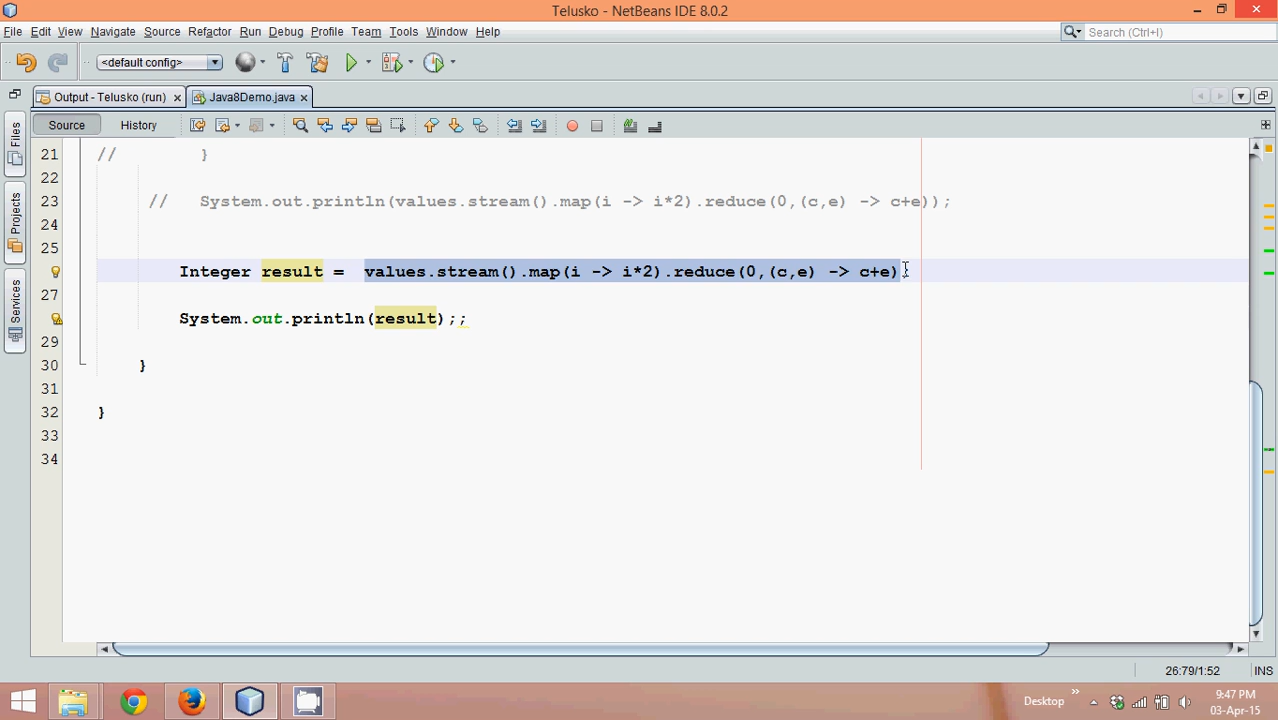 Telusko - NetBeans IDE 8.0.2
File Edit View Navigate Source Refactor Run Debug Profile Team Tools Window Help
Search (Ctrl+I)
<default config>
Output - Telusko (run) Java8Demo.java
Source History
Files
Projects
Services
21 // }
22
23 // System.out.println(values.stream().map(i -> i*2).reduce(0,(c,e) -> c+e));
24
25
Integer result = values.stream().map(i -> i*2).reduce(0,(c,e) -> c+e)
27
System.out.println(result);;
29
30 }
31
32 }
33
34
26:79/1:52 INS
Desktop
9:47 PM
03-Apr-15